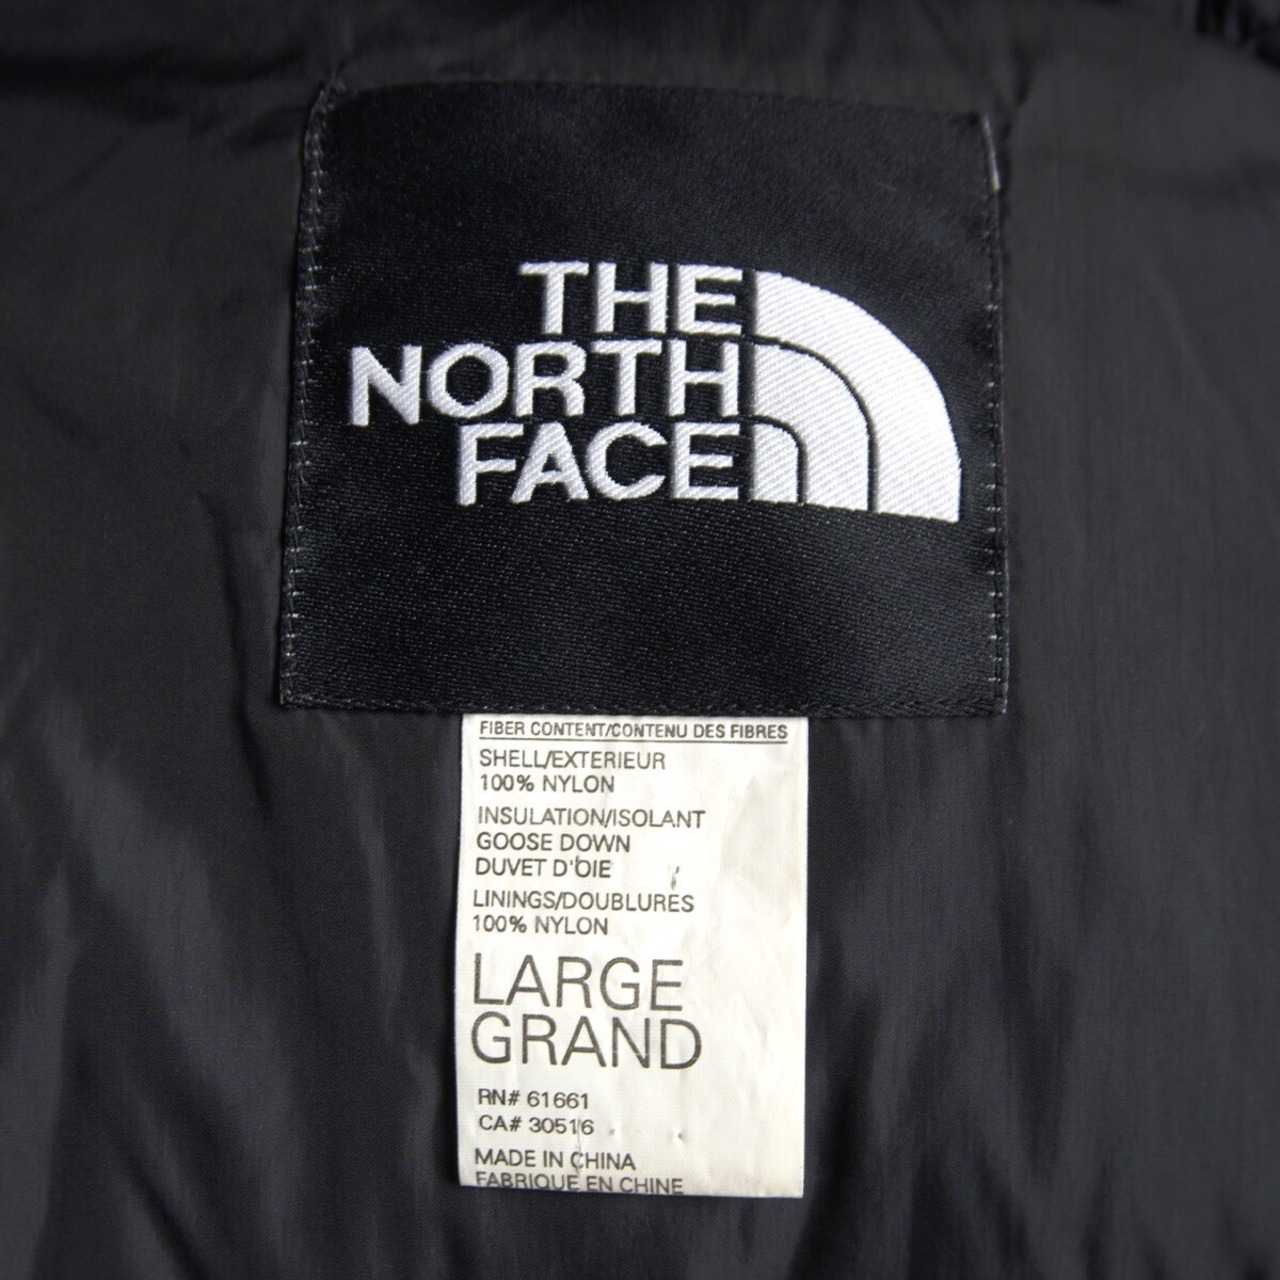 THE
NORTH
FACE
FIBER CONTENT/CONTENU DES FIBRES
SHELL/EXTERIEUR
100% NYLON
INSULATION/ISOLANT
GOOSE DOWN
DUVET D'OIE
LININGS/DOUBLURES
100% NYLON
LARGE
GRAND
RN# 61661
CA# 30516
MADE IN CHINA
FABRIQUE EN CHINE